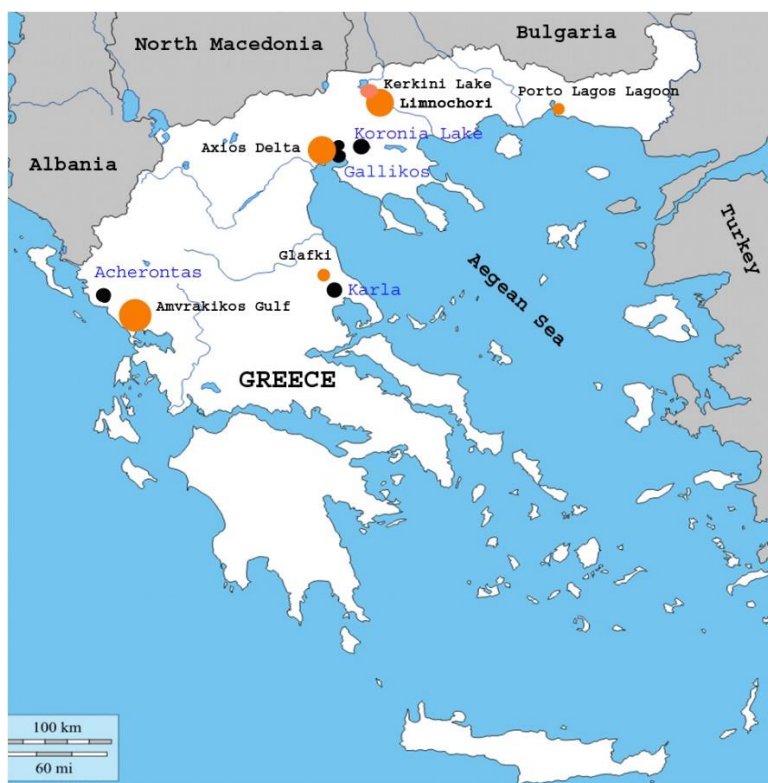 Bulgaria
North Macedonia
Kerkini Lake
Porto Lagos Lagoon
Limnochori
Koronia Lake
Axios Delta
Albania
Gallikos
Turkey
Glafki
Aegean Sea
Acherontas
Karla
Amvrakikos Gulf
GREECE
100 km
60 mi